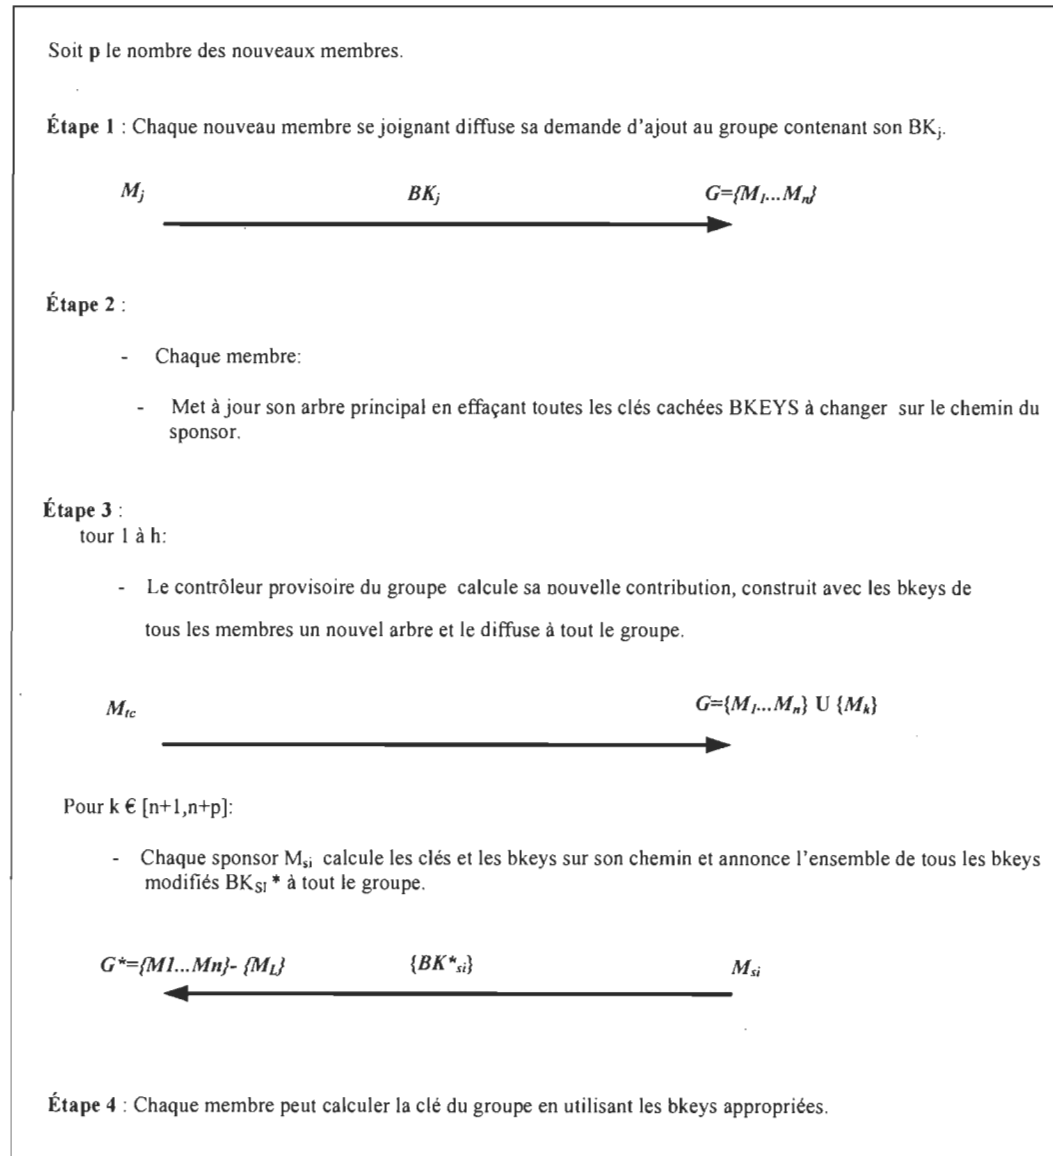 Soit p le nombre des nouveaux membres.
Étape 1 : Chaque nouveau membre se joignant diffuse sa demande d'ajout au groupe contenant son BKj.
Mj BKj G={M1...Mn}
Étape 2 :
- Chaque membre:
- Met à jour son arbre principal en effaçant toutes les clés cachées BKEYS à changer sur le chemin du
sponsor.
Étape 3 :
tour 1 à h:
- Le contrôleur provisoire du groupe calcule sa nouvelle contribution, construit avec les bkeys de
tous les membres un nouvel arbre et le diffuse à tout le groupe.
Mtc G={M1...Mn} U {Mk}
Pour k € [n+1,n+p]:
- Chaque sponsor Msi calcule les clés et les bkeys sur son chemin et annonce l'ensemble de tous les bkeys
modifiés BKSI * à tout le groupe.
G*={M1...Mn}- {ML} {BK*si} Msi
Étape 4 : Chaque membre peut calculer la clé du groupe en utilisant les bkeys appropriées.